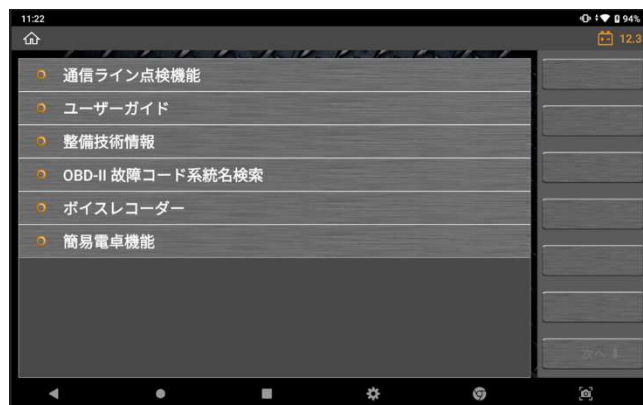 11:22
94%
12.3
通信ライン点検機能
ユーザーガイド
整備技術情報
OBD-II 故障コード系統名検索
ボイスレコーダー
簡易電卓機能
次へ